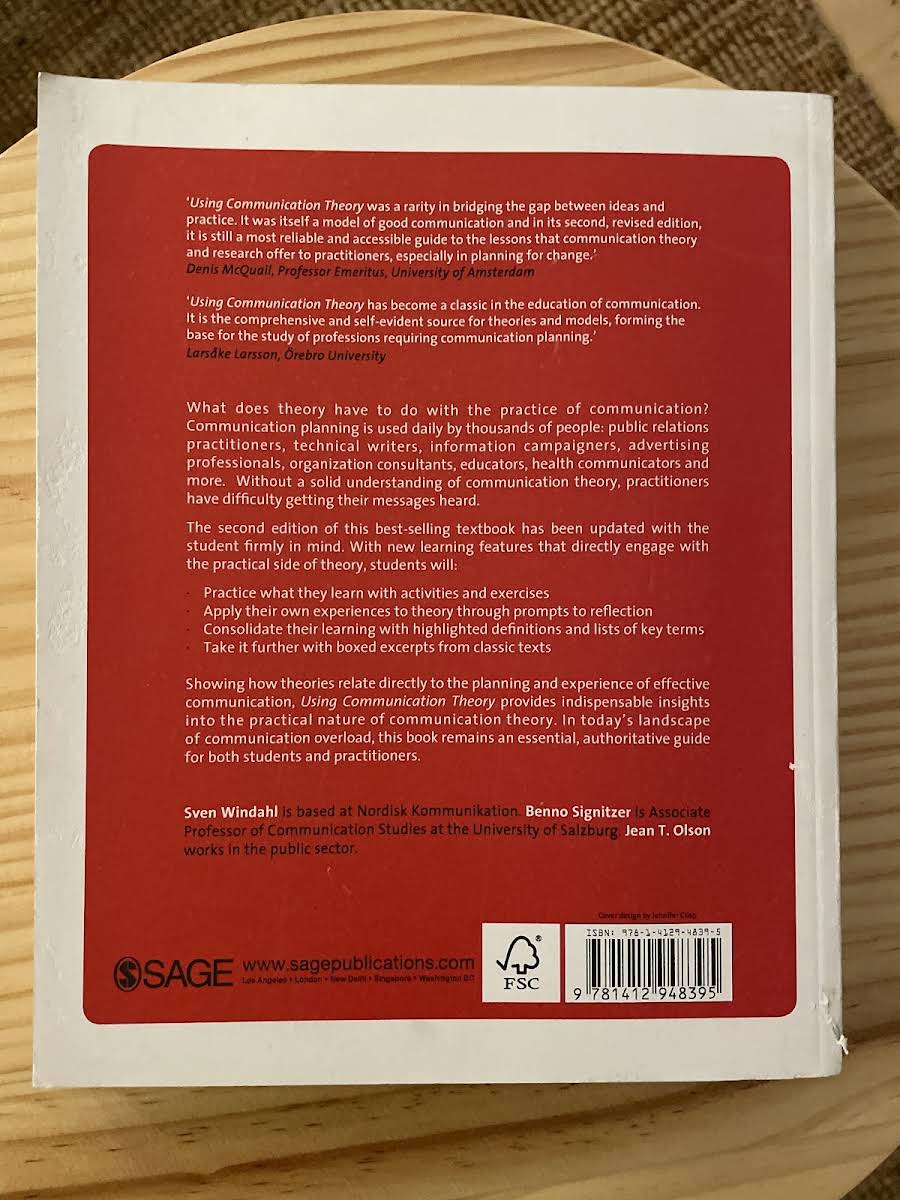 'Using Communication Theory was a rarity in bridging the gap between ideas and
practice. It was itself a model of good communication and in its second, revised edition,
it is still a most reliable and accessible guide to the lessons that communication theory
and research offer to practitioners, especially in planning for change.'
Denis McQuail, Professor Emeritus, University of Amsterdam
'Using Communication Theory has become a classic in the education of communication.
It is the comprehensive and self-evident source for theories and models, forming the
base for the study of professions requiring communication planning.'
Larsåke Larsson, Örebro University
What does theory have to do with the practice of communication?
Communication planning is used daily by thousands of people: public relations
practitioners, technical writers, information campaigners, advertising
professionals, organization consultants, educators, health communicators and
more. Without a solid understanding of communication theory, practitioners
have difficulty getting their messages heard.
The second edition of this best-selling textbook has been updated with the
student firmly in mind. With new learning features that directly engage with
the practical side of theory, students will:
· Practice what they learn with activities and exercises
· Apply their own experiences to theory through prompts to reflection
· Consolidate their learning with highlighted definitions and lists of key terms
· Take it further with boxed excerpts from classic texts
Showing how theories relate directly to the planning and experience of effective
communication, Using Communication Theory provides indispensable insights
into the practical nature of communication theory. In today's landscape
of communication overload, this book remains an essential, authoritative guide
for both students and practitioners.
Sven Windahl is based at Nordisk Kommunikation. Benno Signitzer is Associate
Professor of Communication Studies at the University of Salzburg. Jean T. Olson
works in the public sector.
Cover design by Jennifer Crisp
SAGE www.sagepublications.com
Los Angeles • London • New Delhi • Singapore • Washington DC
FSC
®
ISBN: 978-1-4129-4839-5
9 781412 948395